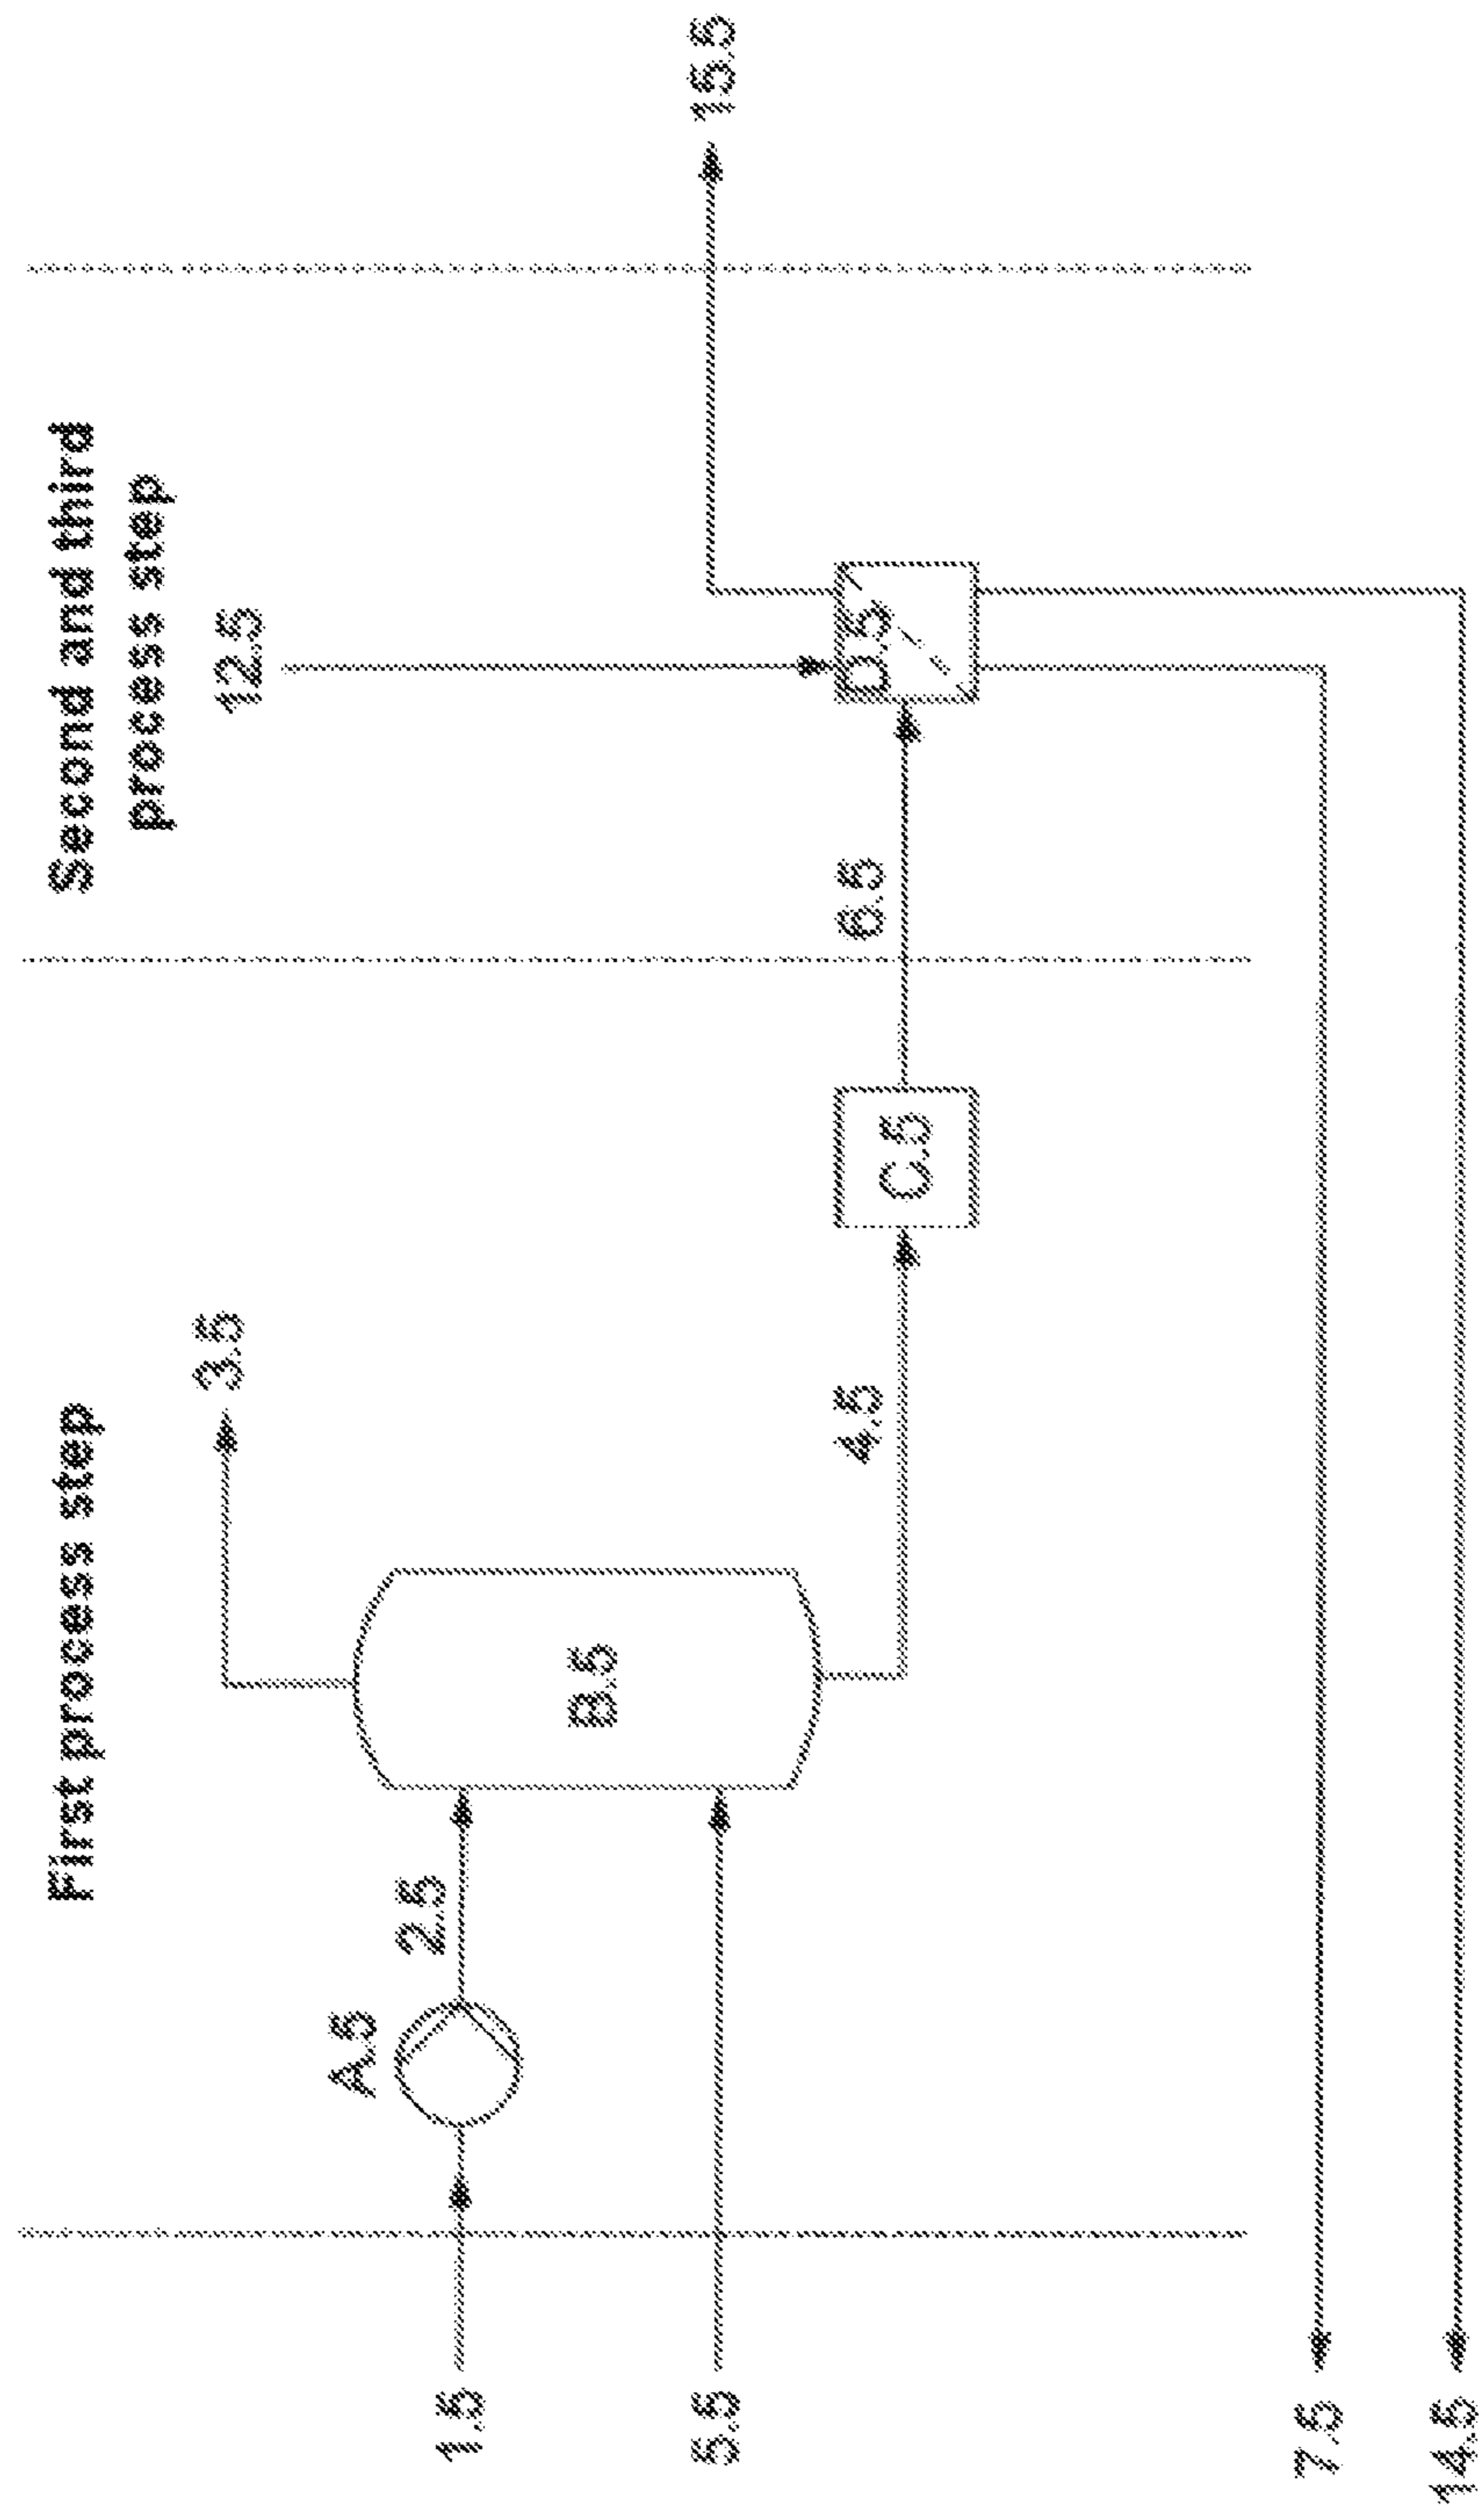 First process step
Second and third
process step
3.5
12.5
A.5
2.5
1.5
B.5
5.5
4.5
C.5
6.5
D.5
15.5
7.5
14.5